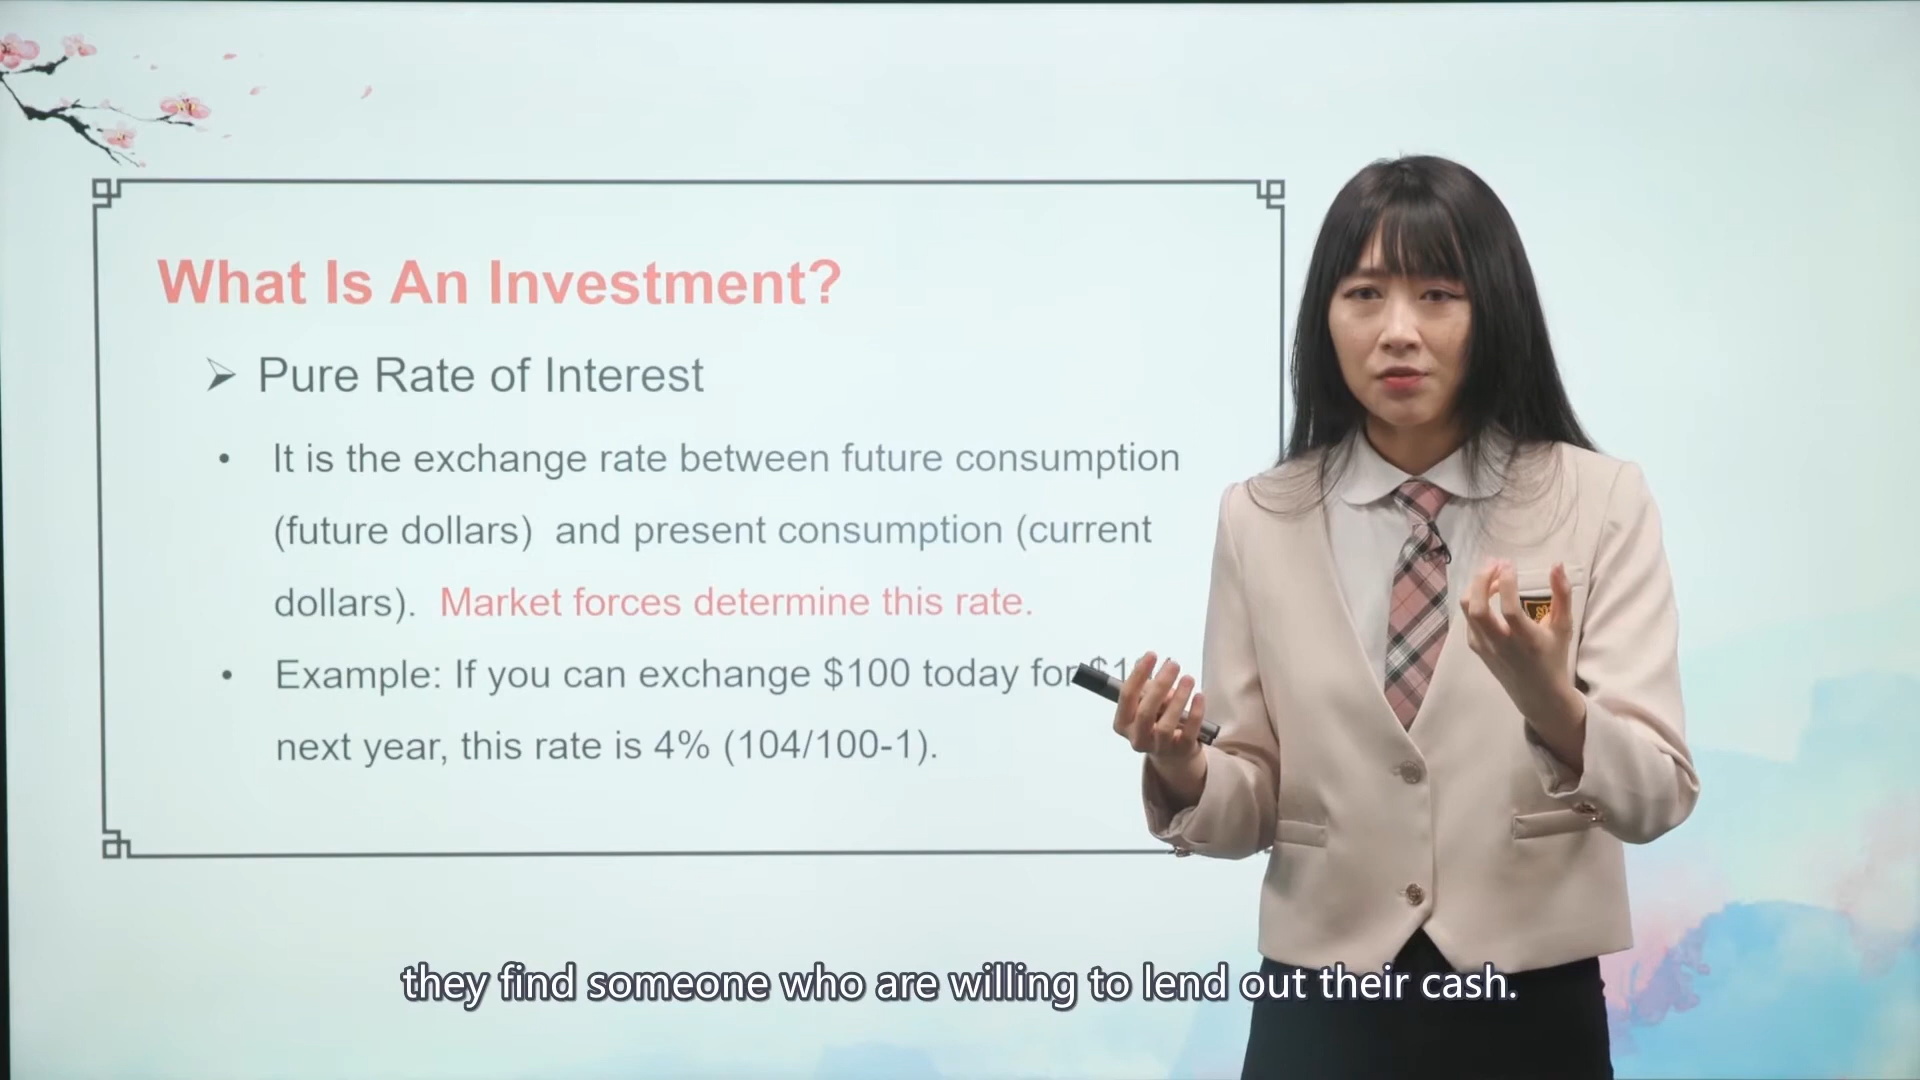 What Is An Investment?
➢ Pure Rate of Interest
• It is the exchange rate between future consumption
(future dollars) and present consumption (current
dollars). Market forces determine this rate.
• Example: If you can exchange $100 today for
next year, this rate is 4% (104/100-1).
they find someone who are willing to lend out their cash.